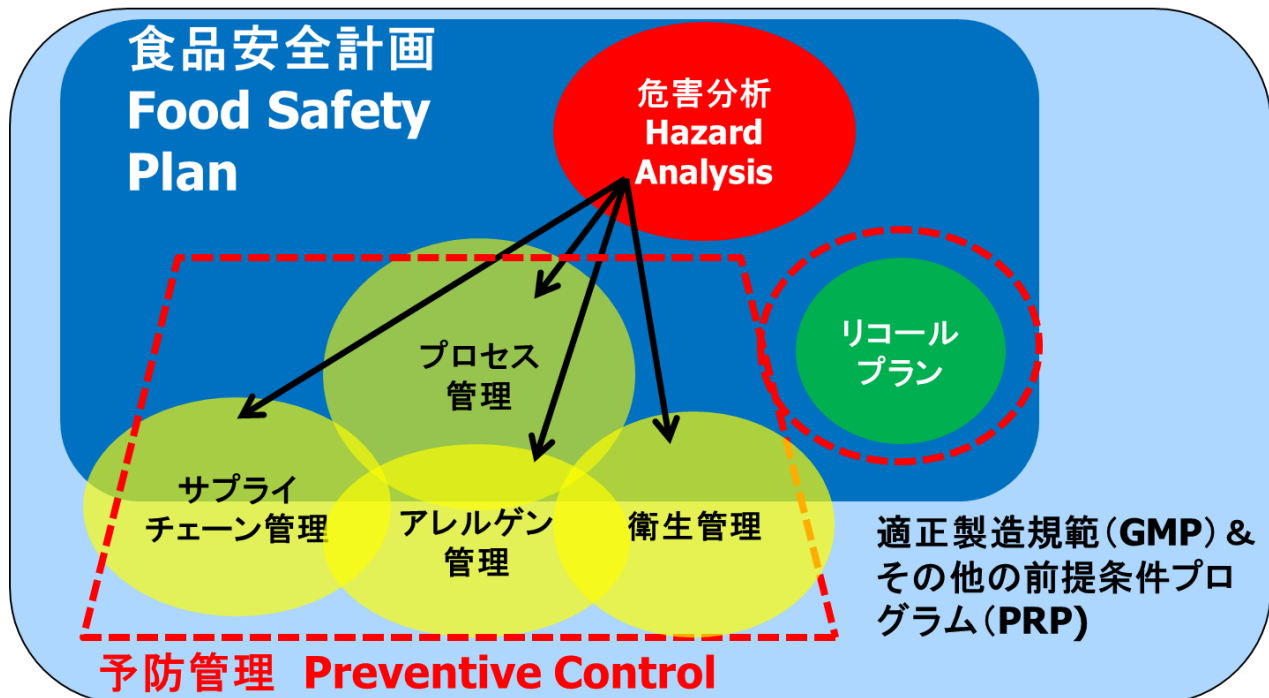 食品安全計画
Food Safety
Plan
危害分析
Hazard
Analysis
プロセス
管理
リコール
プラン
サプライ
チェーン管理
アレルゲン
管理
衛生管理
適正製造規範（GMP）&
その他の前提条件プロ
グラム（PRP)
予防管理 Preventive Control